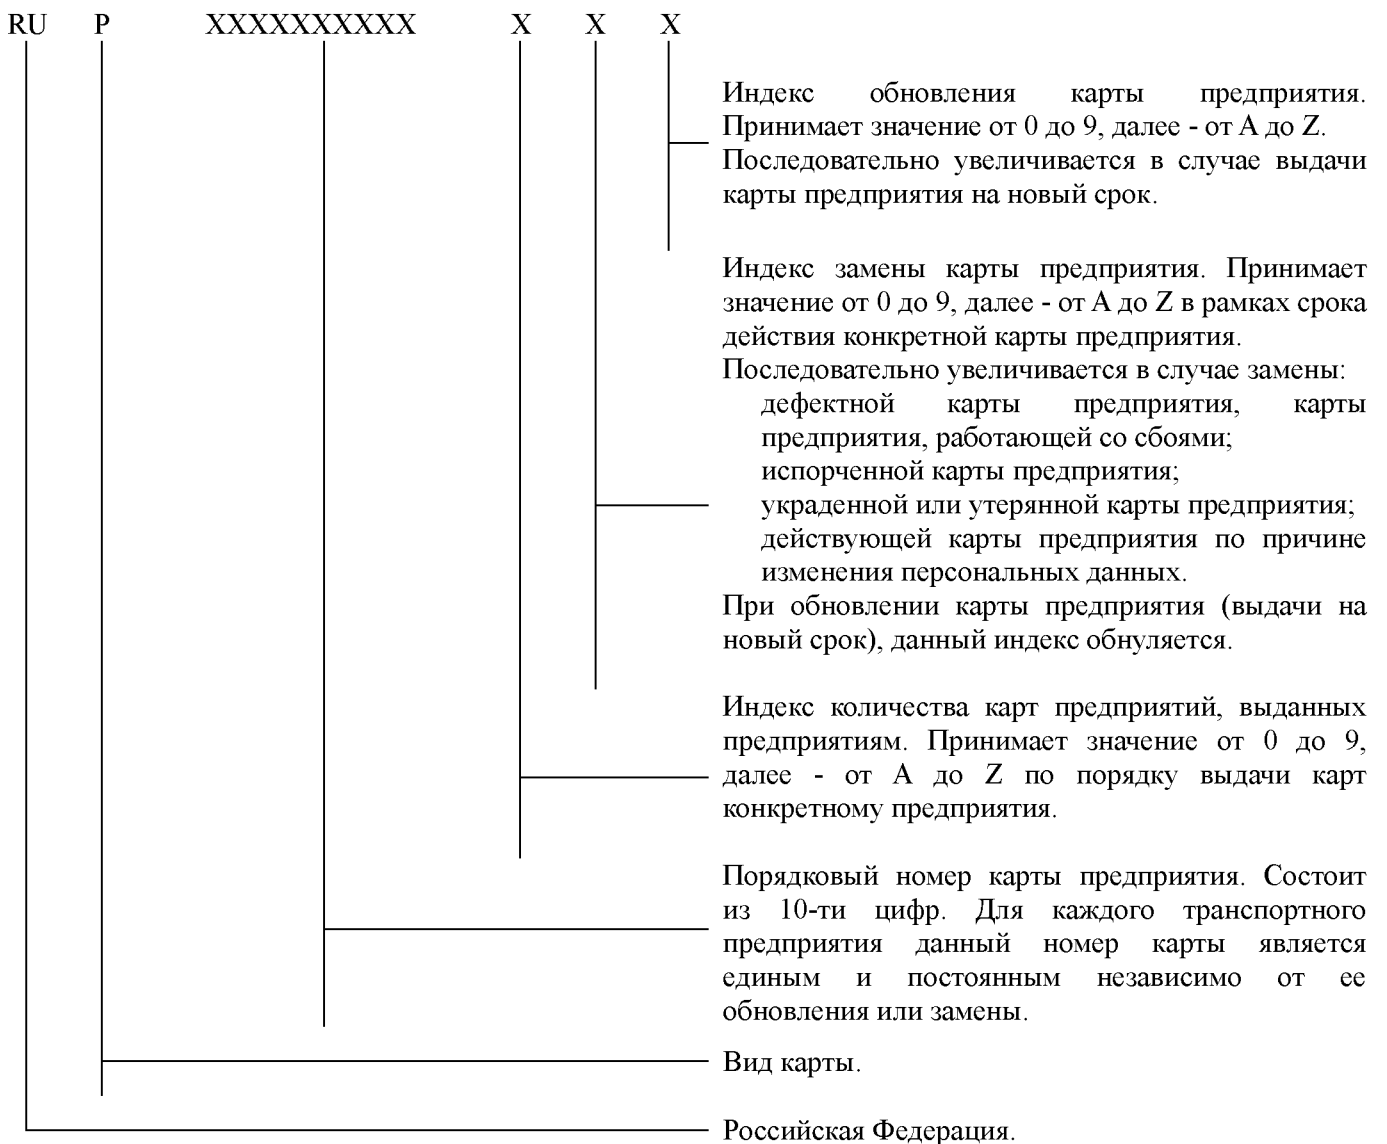 RU P XXXXXXXXXX X X X
Индекс обновления карты предприятия.
Принимает значение от 0 до 9, далее - от A до Z.
Последовательно увеличивается в случае выдачи
карты предприятия на новый срок.
Индекс замены карты предприятия. Принимает
значение от 0 до 9, далее - от A до Z в рамках срока
действия конкретной карты предприятия.
Последовательно увеличивается в случае замены:
дефектной карты предприятия, карты
предприятия, работающей со сбоями;
испорченной карты предприятия;
украденной или утерянной карты предприятия;
действующей карты предприятия по причине
изменения персональных данных.
При обновлении карты предприятия (выдачи на
новый срок), данный индекс обнуляется.
Индекс количества карт предприятий, выданных
предприятиям. Принимает значение от 0 до 9,
далее - от A до Z по порядку выдачи карт
конкретному предприятия.
Порядковый номер карты предприятия. Состоит
из 10-ти цифр. Для каждого транспортного
предприятия данный номер карты является
единым и постоянным независимо от ее
обновления или замены.
Вид карты.
Российская Федерация.